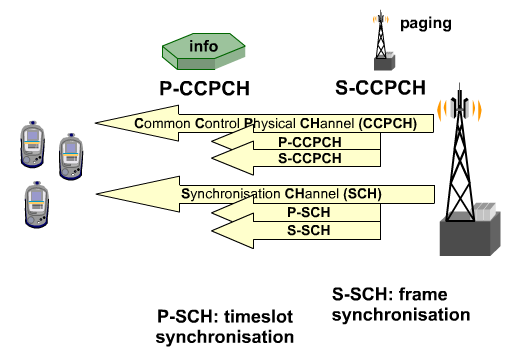 info
paging
P-CCPCH
S-CCPCH
Common Control Physical CHannel (CCPCH)
P-CCPCH
S-CCPCH
Synchronisation CHannel (SCH)
P-SCH
S-SCH
P-SCH: timeslot
synchronisation
S-SCH: frame
synchronisation